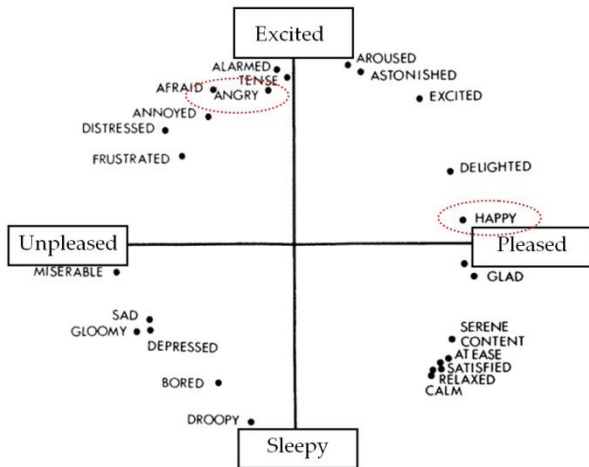 Excited
ALARMED
AROUSED
TENSE
ASTONISHED
AFRAID
ANGRY
EXCITED
ANNOYED
DISTRESSED
FRUSTRATED
DELIGHTED
HAPPY
Unpleased
Pleased
MISERABLE
GLAD
SAD
GLOOMY
DEPRESSED
SERENE
CONTENT
AT EASE
SATISFIED
RELAXED
CALM
BORED
DROOPY
Sleepy